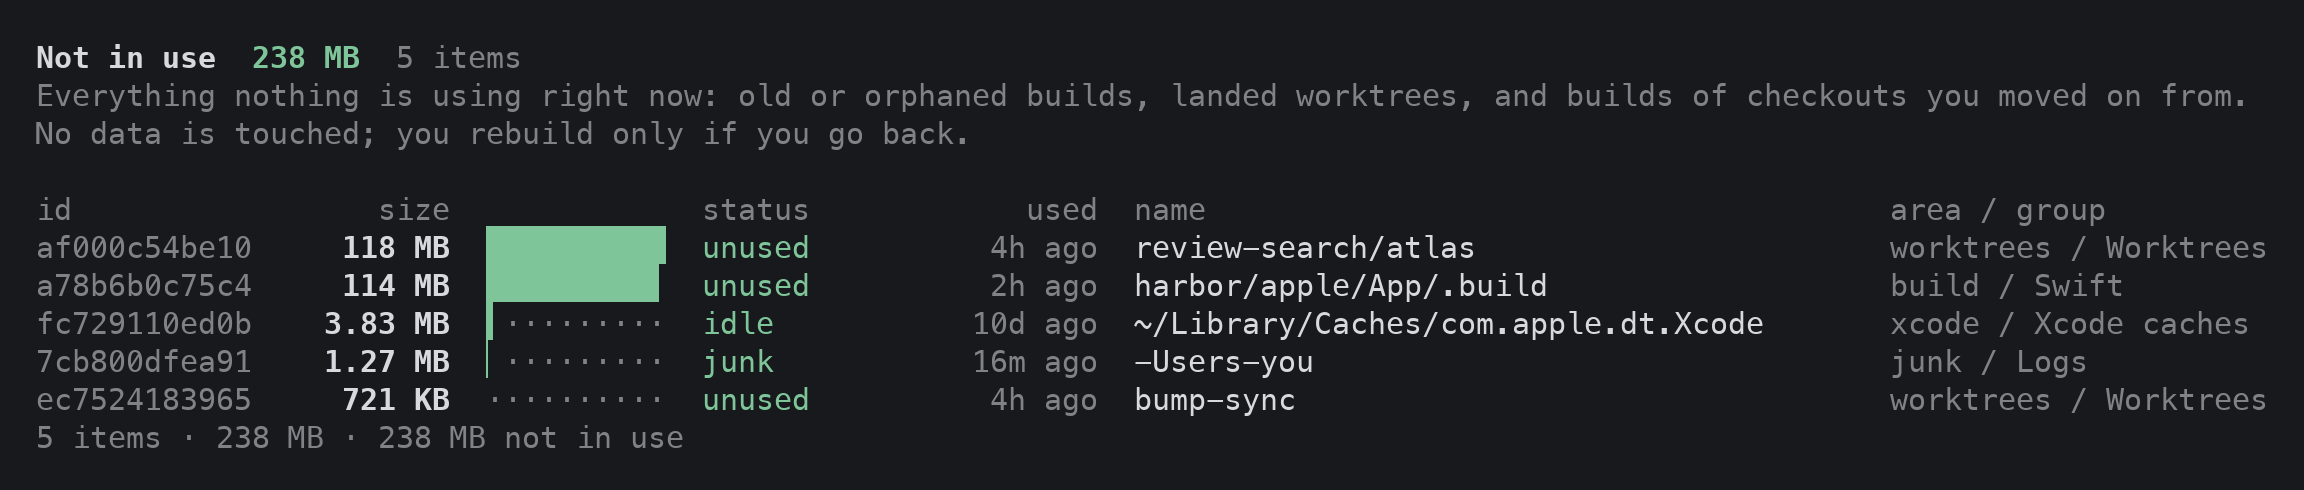 Not in use  238 MB  5 items
Everything nothing is using right now: old or orphaned builds, landed worktrees, and builds of checkouts you moved on from.
No data is touched; you rebuild only if you go back.
id size status used name area / group
af000c54be10 118 MB unused 4h ago review-search/atlas worktrees / Worktrees
a78b6b0c75c4 114 MB unused 2h ago harbor/apple/App/.build build / Swift
fc729110ed0b 3.83 MB ········· idle 10d ago ~/Library/Caches/com.apple.dt.Xcode xcode / Xcode caches
7cb800dfea91 1.27 MB ········· junk 16m ago -Users-you junk / Logs
ec7524183965 721 KB ·········· unused 4h ago bump-sync worktrees / Worktrees
5 items · 238 MB · 238 MB not in use